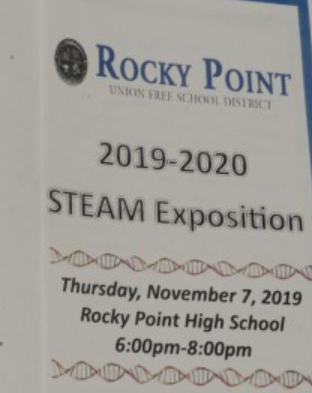 ROCKY POINT
UNION FREE SCHOOL DISTRICT
2019-2020
STEAM Exposition
Thursday, November 7, 2019
Rocky Point High School
6:00pm-8:00pm